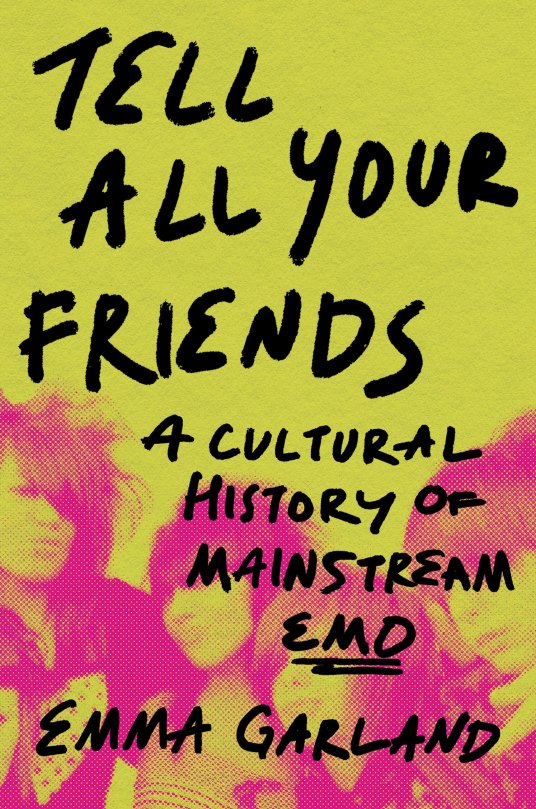 TELL
ALL YOUR
FRIENDS
A CULTURAL
HISTORY OF
MAINSTREAM
EMO
EMMA GARLAND